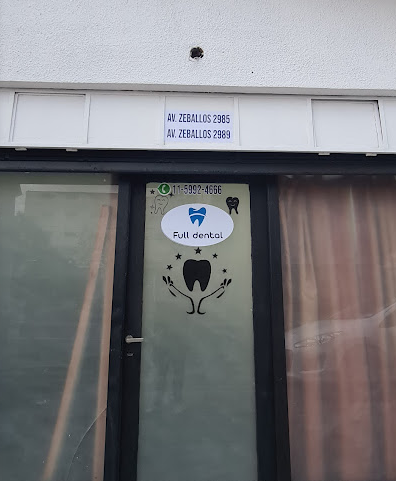 AV. ZEBALLOS 2985
AV. ZEBALLOS 2989
11-5992-4666
Full dental